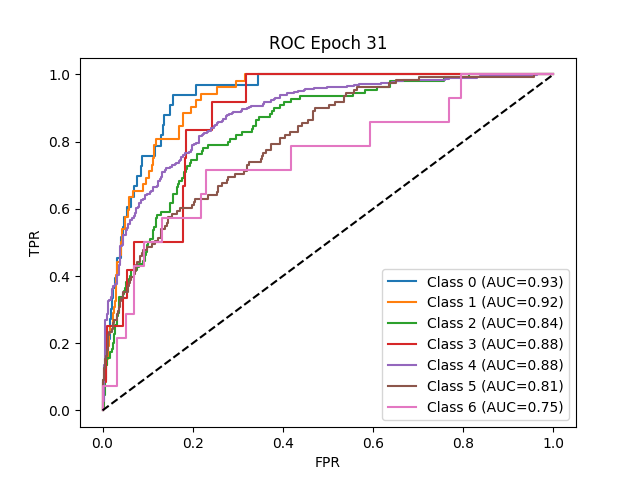 ROC Epoch 31
TPR
1.0
0.8
0.6
0.4
0.2
0.0
Class 0 (AUC=0.93)
Class 1 (AUC=0.92)
Class 2 (AUC=0.84)
Class 3 (AUC=0.88)
Class 4 (AUC=0.88)
Class 5 (AUC=0.81)
Class 6 (AUC=0.75)
0.0 0.2 0.4 0.6 0.8 1.0
FPR